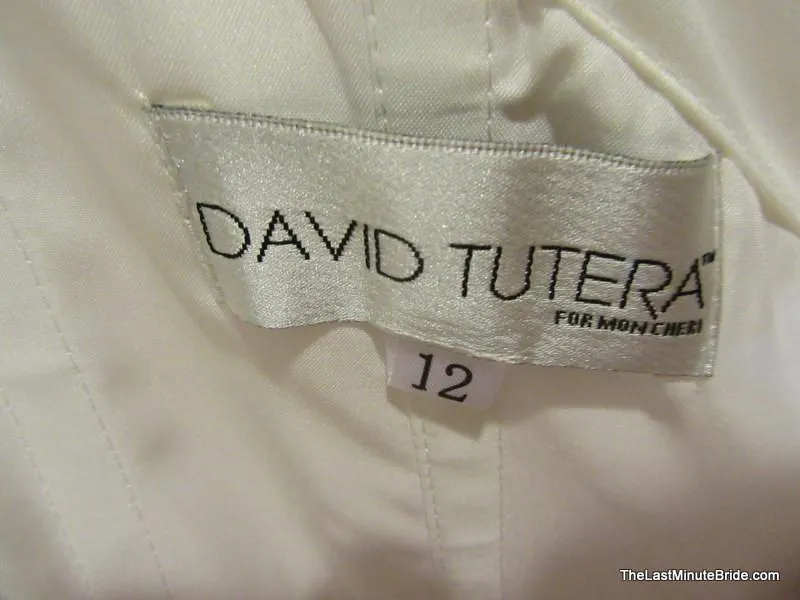 DAVID TUTERA™
FOR MON CHERI
12
TheLastMinuteBride.com